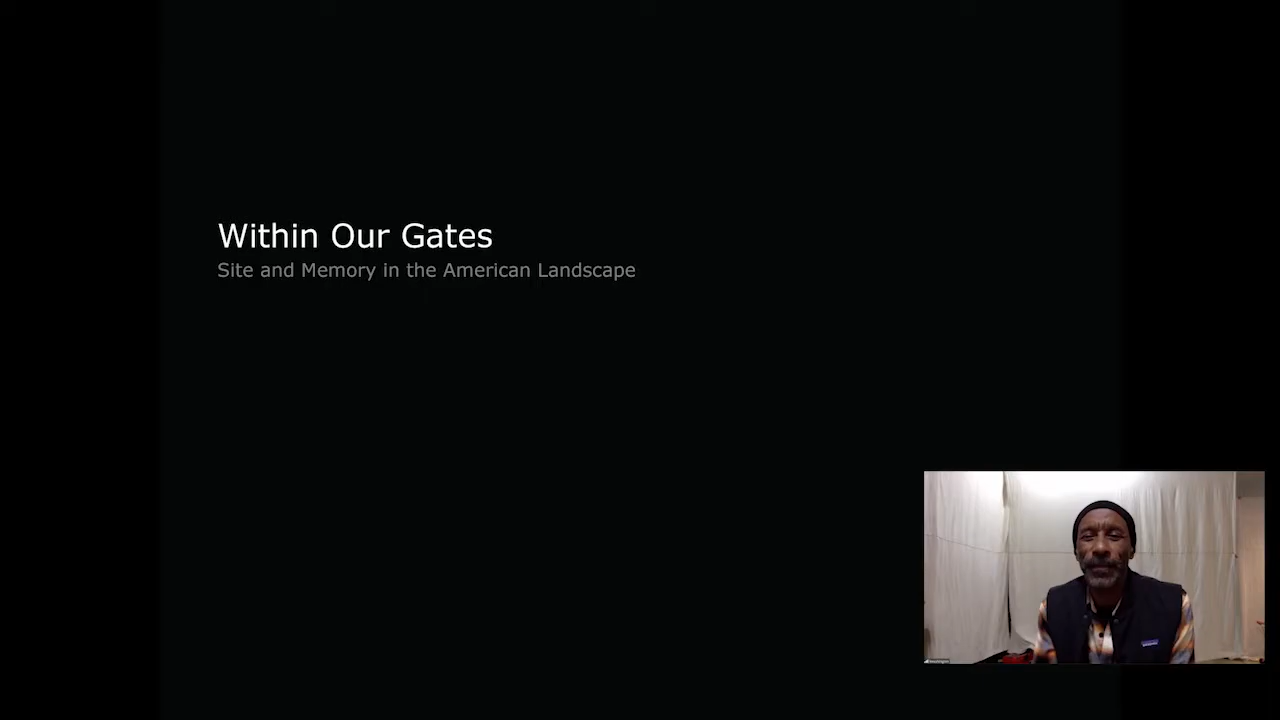 Within Our Gates
Site and Memory in the American Landscape